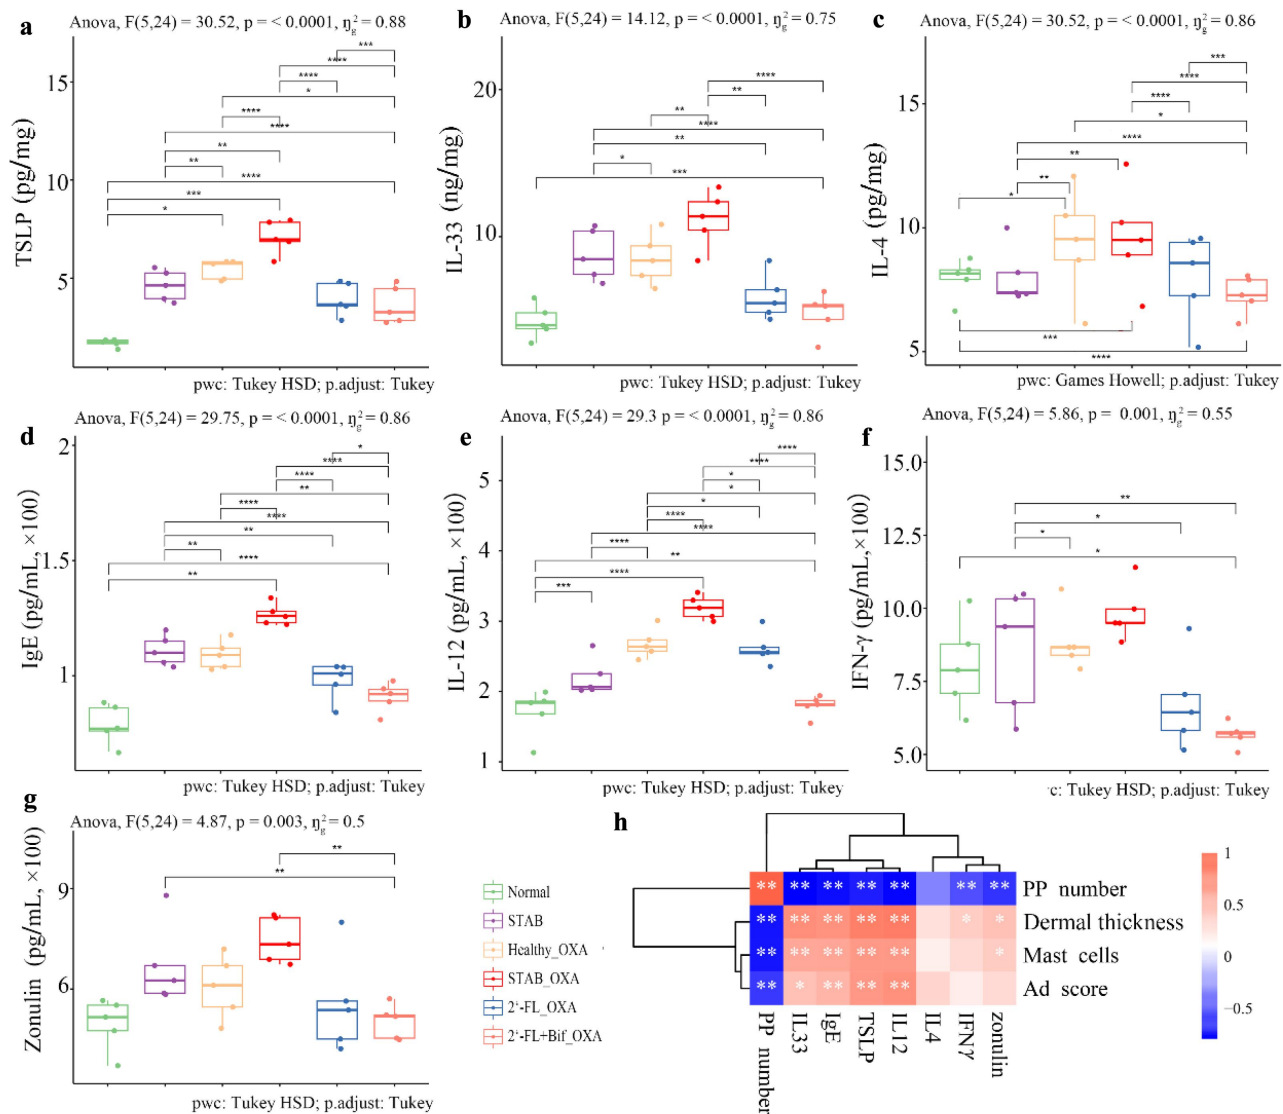 a
Anova, F(5,24) = 30.52, p = < 0.0001, ŋ²g = 0.88
TSLP (pg/mg)
15
10
5
***
****
****
*
****
****
**
**
****
***
*
pwc: Tukey HSD; p.adjust: Tukey
b
Anova, F(5,24) = 14.12, p = < 0.0001, ŋ²g = 0.75
IL-33 (ng/mg)
20
10
****
**
**
****
**
*
***
pwc: Tukey HSD; p.adjust: Tukey
c
Anova, F(5,24) = 30.52, p = < 0.0001, ŋ²g = 0.86
IL-4 (pg/mg)
15
10
5
***
****
****
*
****
**
**
*
***
****
pwc: Games Howell; p.adjust: Tukey
d
Anova, F(5,24) = 29.75, p = < 0.0001, ŋ²g = 0.86
IgE (pg/mL, ×100)
2
1.5
1
*
****
****
**
****
****
**
**
****
**
pwc: Tukey HSD; p.adjust: Tukey
e
Anova, F(5,24) = 29.3 p = < 0.0001, ŋ²g = 0.86
IL-12 (pg/mL, ×100)
5
4
3
2
1
****
****
*
*
*
****
****
****
**
****
***
pwc: Tukey HSD; p.adjust: Tukey
f
Anova, F(5,24) = 5.86, p = 0.001, ŋ²g = 0.55
IFN-γ (pg/mL,×100)
15.0
12.5
10.0
7.5
5.0
**
*
*
*
wc: Tukey HSD; p.adjust: Tukey
g
Anova, F(5,24) = 4.87, p = 0.003, ŋ²g = 0.5
Zonulin (pg/mL, ×100)
9
6
3
**
**
pwc: Tukey HSD; p.adjust: Tukey
Normal
STAB
Healthy_OXA
STAB_OXA
2‘-FL_OXA
2‘-FL+Bif_OXA
h
** ** ** ** ** ** ** PP number
** ** ** ** ** * * Dermal thickness
** ** ** ** ** * Mast cells
** * ** ** ** Ad score
PP number
IL33
IgE
TSLP
IL12
IL4
IFNγ
zonulin
1
0.5
0
−0.5